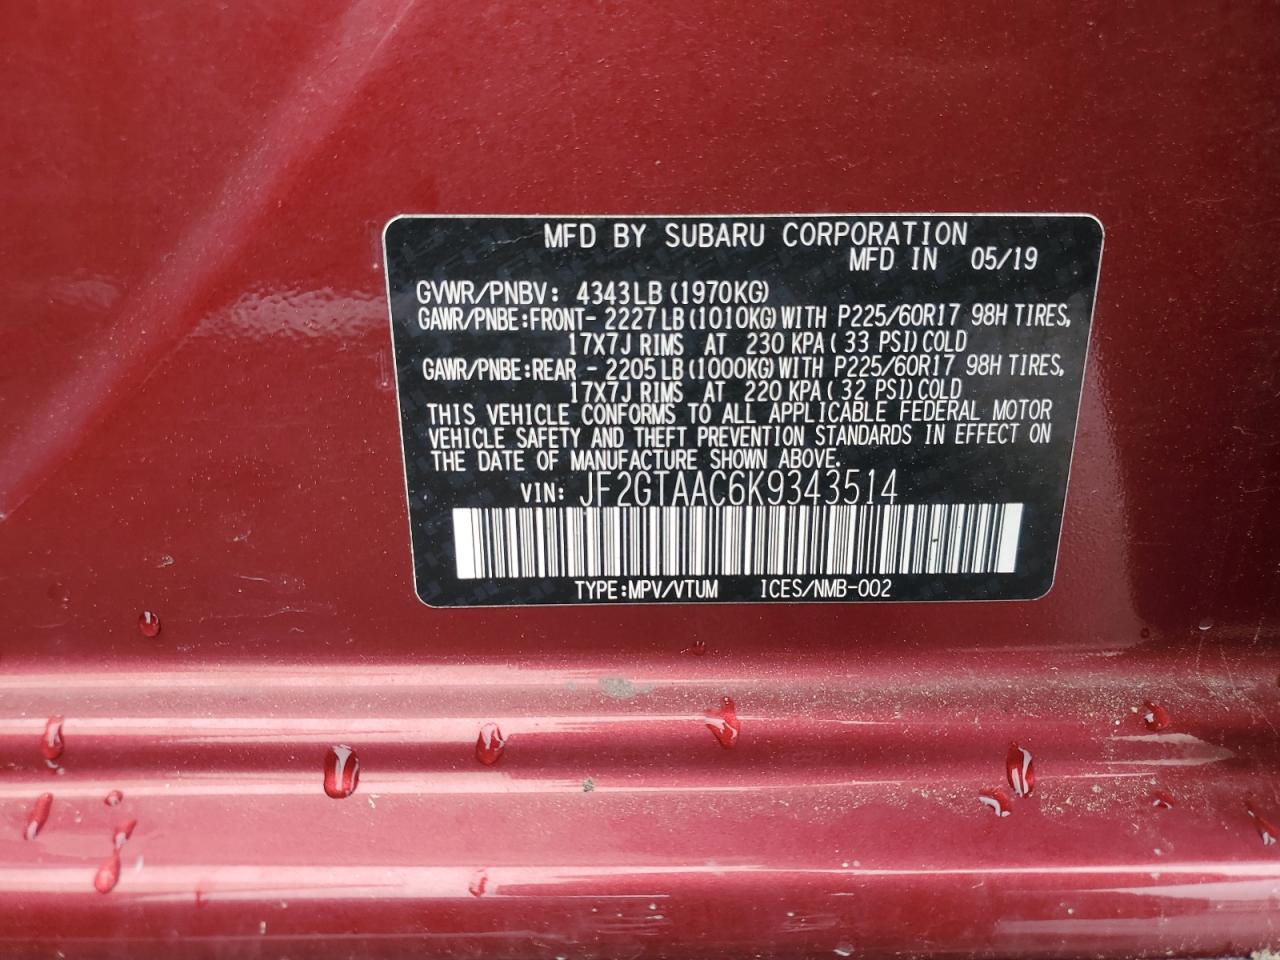 MFD BY SUBARU CORPORATION
MFD IN 05/19
GVWR/PNBV: 4343LB (1970KG)
GAWR/PNBE:FRONT- 2227LB (1010KG) WITH P225/60R17 98H TIRES,
17X7J RIMS AT 230 KPA ( 33 PSI) COLD
GAWR/PNBE:REAR - 2205LB (1000KG) WITH P225/60R17 98H TIRES,
17X7J RIMS AT 220 KPA ( 32 PSI) COLD
THIS VEHICLE CONFORMS TO ALL APPLICABLE FEDERAL MOTOR
VEHICLE SAFETY AND THEFT PREVENTION STANDARDS IN EFFECT ON
THE DATE OF MANUFACTURE SHOWN ABOVE.
VIN: JF2GTAAC6K9343514
TYPE:MPV/VTUM ICES/NMB-002